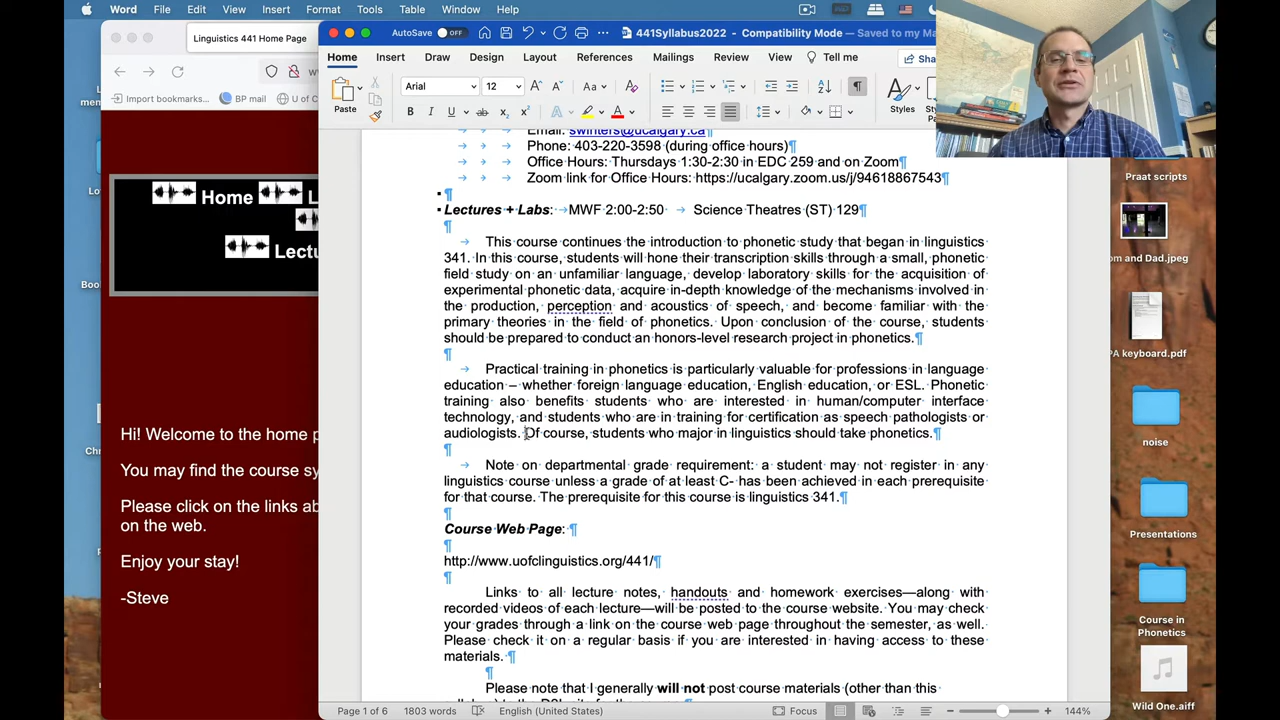 Word File Edit View Insert Format Tools Table Window Help
Linguistics 441 Home Page
AutoSave OFF 441Syllabus2022 - Compatibility Mode — Saved to my Ma
Home Insert Draw Design Layout References Mailings Review View Tell me
Sha
Import bookmarks... BP mail U of C
Paste Arial 12 Styles
Home L
Lectu
Hi! Welcome to the home p
You may find the course sy
Please click on the links ab
on the web.
Enjoy your stay!
-Steve
Email: swinters@ucalgary.ca¶
Phone: 403-220-3598 (during office hours)¶
Office Hours: Thursdays 1:30-2:30 in EDC 259 and on Zoom¶
Zoom link for Office Hours: https://ucalgary.zoom.us/j/94618867543¶
Lectures + Labs: MWF 2:00-2:50 Science Theatres (ST) 129¶
This course continues the introduction to phonetic study that began in linguistics
341. In this course, students will hone their transcription skills through a small, phonetic
field study on an unfamiliar language, develop laboratory skills for the acquisition of
experimental phonetic data, acquire in-depth knowledge of the mechanisms involved in
the production, perception and acoustics of speech, and become familiar with the
primary theories in the field of phonetics. Upon conclusion of the course, students
should be prepared to conduct an honors-level research project in phonetics.¶
Practical training in phonetics is particularly valuable for professions in language
education – whether foreign language education, English education, or ESL. Phonetic
training also benefits students who are interested in human/computer interface
technology, and students who are in training for certification as speech pathologists or
audiologists. Of course, students who major in linguistics should take phonetics.¶
Note on departmental grade requirement: a student may not register in any
linguistics course unless a grade of at least C- has been achieved in each prerequisite
for that course. The prerequisite for this course is linguistics 341.¶
Course Web Page: ¶
http://www.uofclinguistics.org/441/¶
Links to all lecture notes, handouts and homework exercises—along with
recorded videos of each lecture—will be posted to the course website. You may check
your grades through a link on the course web page throughout the semester, as well.
Please check it on a regular basis if you are interested in having access to these
materials. ¶
Please note that I generally will not post course materials (other than this
Page 1 of 6 1803 words English (United States) Focus 144%
Praat scripts
om and Dad.jpeg
PA keyboard.pdf
noise
Presentations
Course in
Phonetics
Wild One.aiff